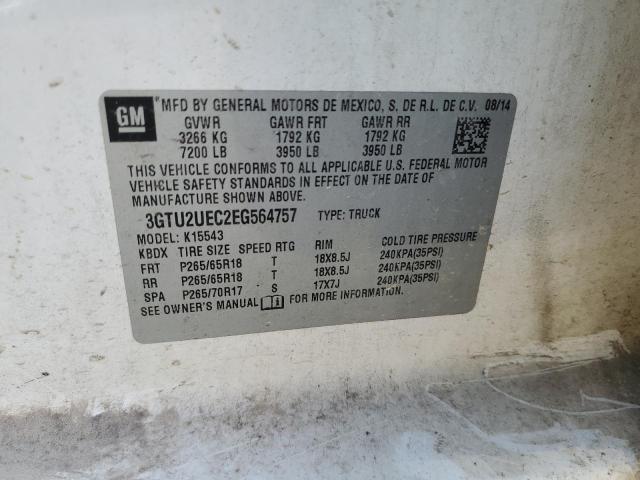 GM
*MFD BY GENERAL MOTORS DE MEXICO, S. DE R.L. DE C.V. 08/14
GVWR GAWR FRT GAWR RR
3266 KG 1792 KG 1792 KG
7200 LB 3950 LB 3950 LB
THIS VEHICLE CONFORMS TO ALL APPLICABLE U.S. FEDERAL MOTOR
VEHICLE SAFETY STANDARDS IN EFFECT ON THE DATE OF
MANUFACTURE SHOWN ABOVE.
3GTU2UEC2EG564757 TYPE: TRUCK
MODEL: K15543
KBDX TIRE SIZE SPEED RTG RIM COLD TIRE PRESSURE
FRT P265/65R18 T 18X8.5J 240KPA(35PSI)
RR P265/65R18 T 18X8.5J 240KPA(35PSI)
SPA P265/70R17 S 17X7J 240KPA(35PSI)
SEE OWNER'S MANUAL FOR MORE INFORMATION.